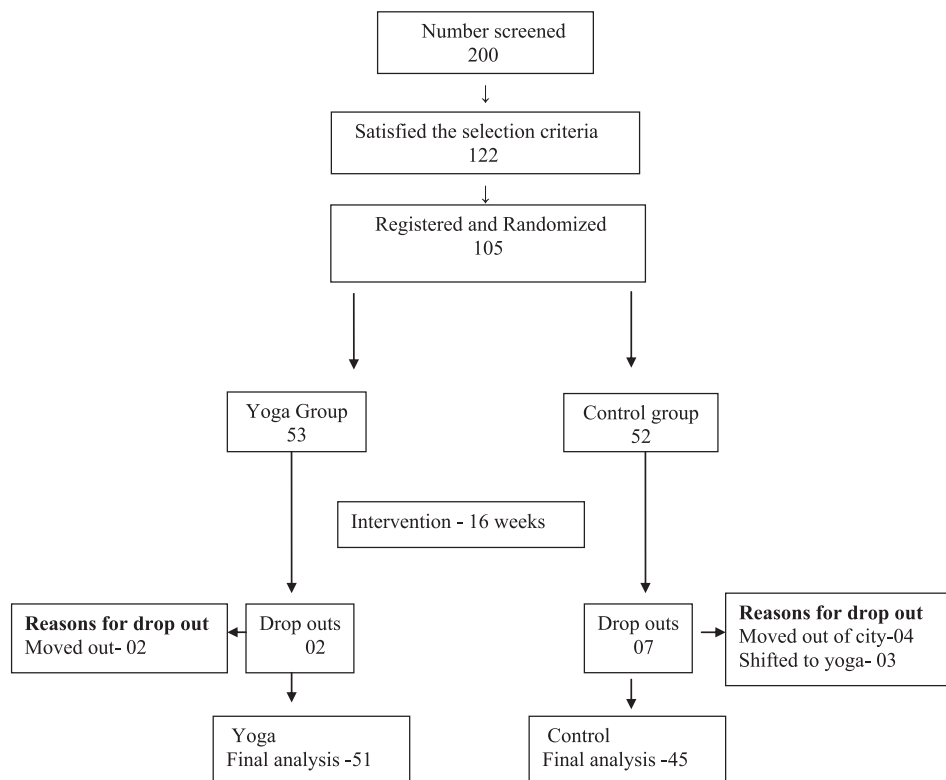 Number screened
200
↓
Satisfied the selection criteria
122
↓
Registered and Randomized
105
Yoga Group
53
Control group
52
Intervention - 16 weeks
Reasons for drop out
Moved out- 02
Drop outs
02
Drop outs
07
Reasons for drop out
Moved out of city-04
Shifted to yoga- 03
Yoga
Final analysis -51
Control
Final analysis -45